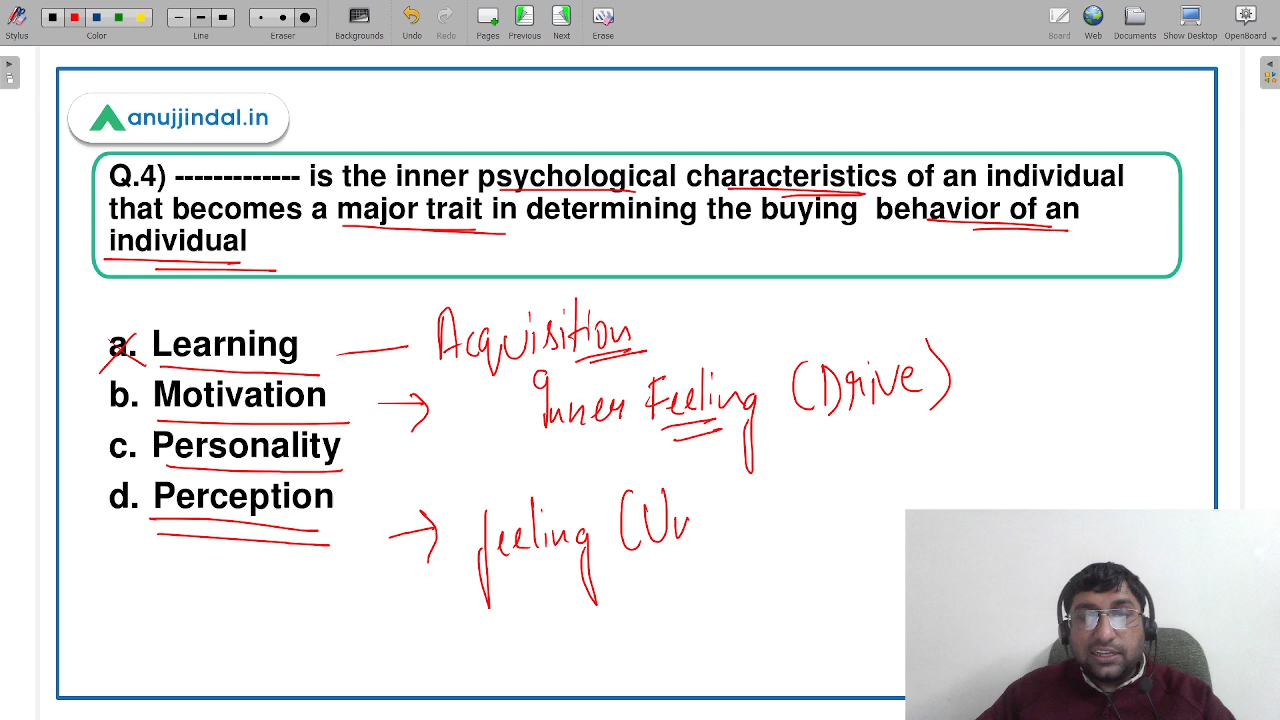 Stylus
Color
Line
Eraser
Backgrounds
Undo
Redo
Pages
Previous
Next
Erase
Board
Web
Documents
Show Desktop
OpenBoard
anujjindal.in
Q.4) ------------- is the inner psychological characteristics of an individual
that becomes a major trait in determining the buying behavior of an
individual
a. Learning — Acquisition
b. Motivation → Inner Feeling (Drive)
c. Personality
d. Perception → feeling (